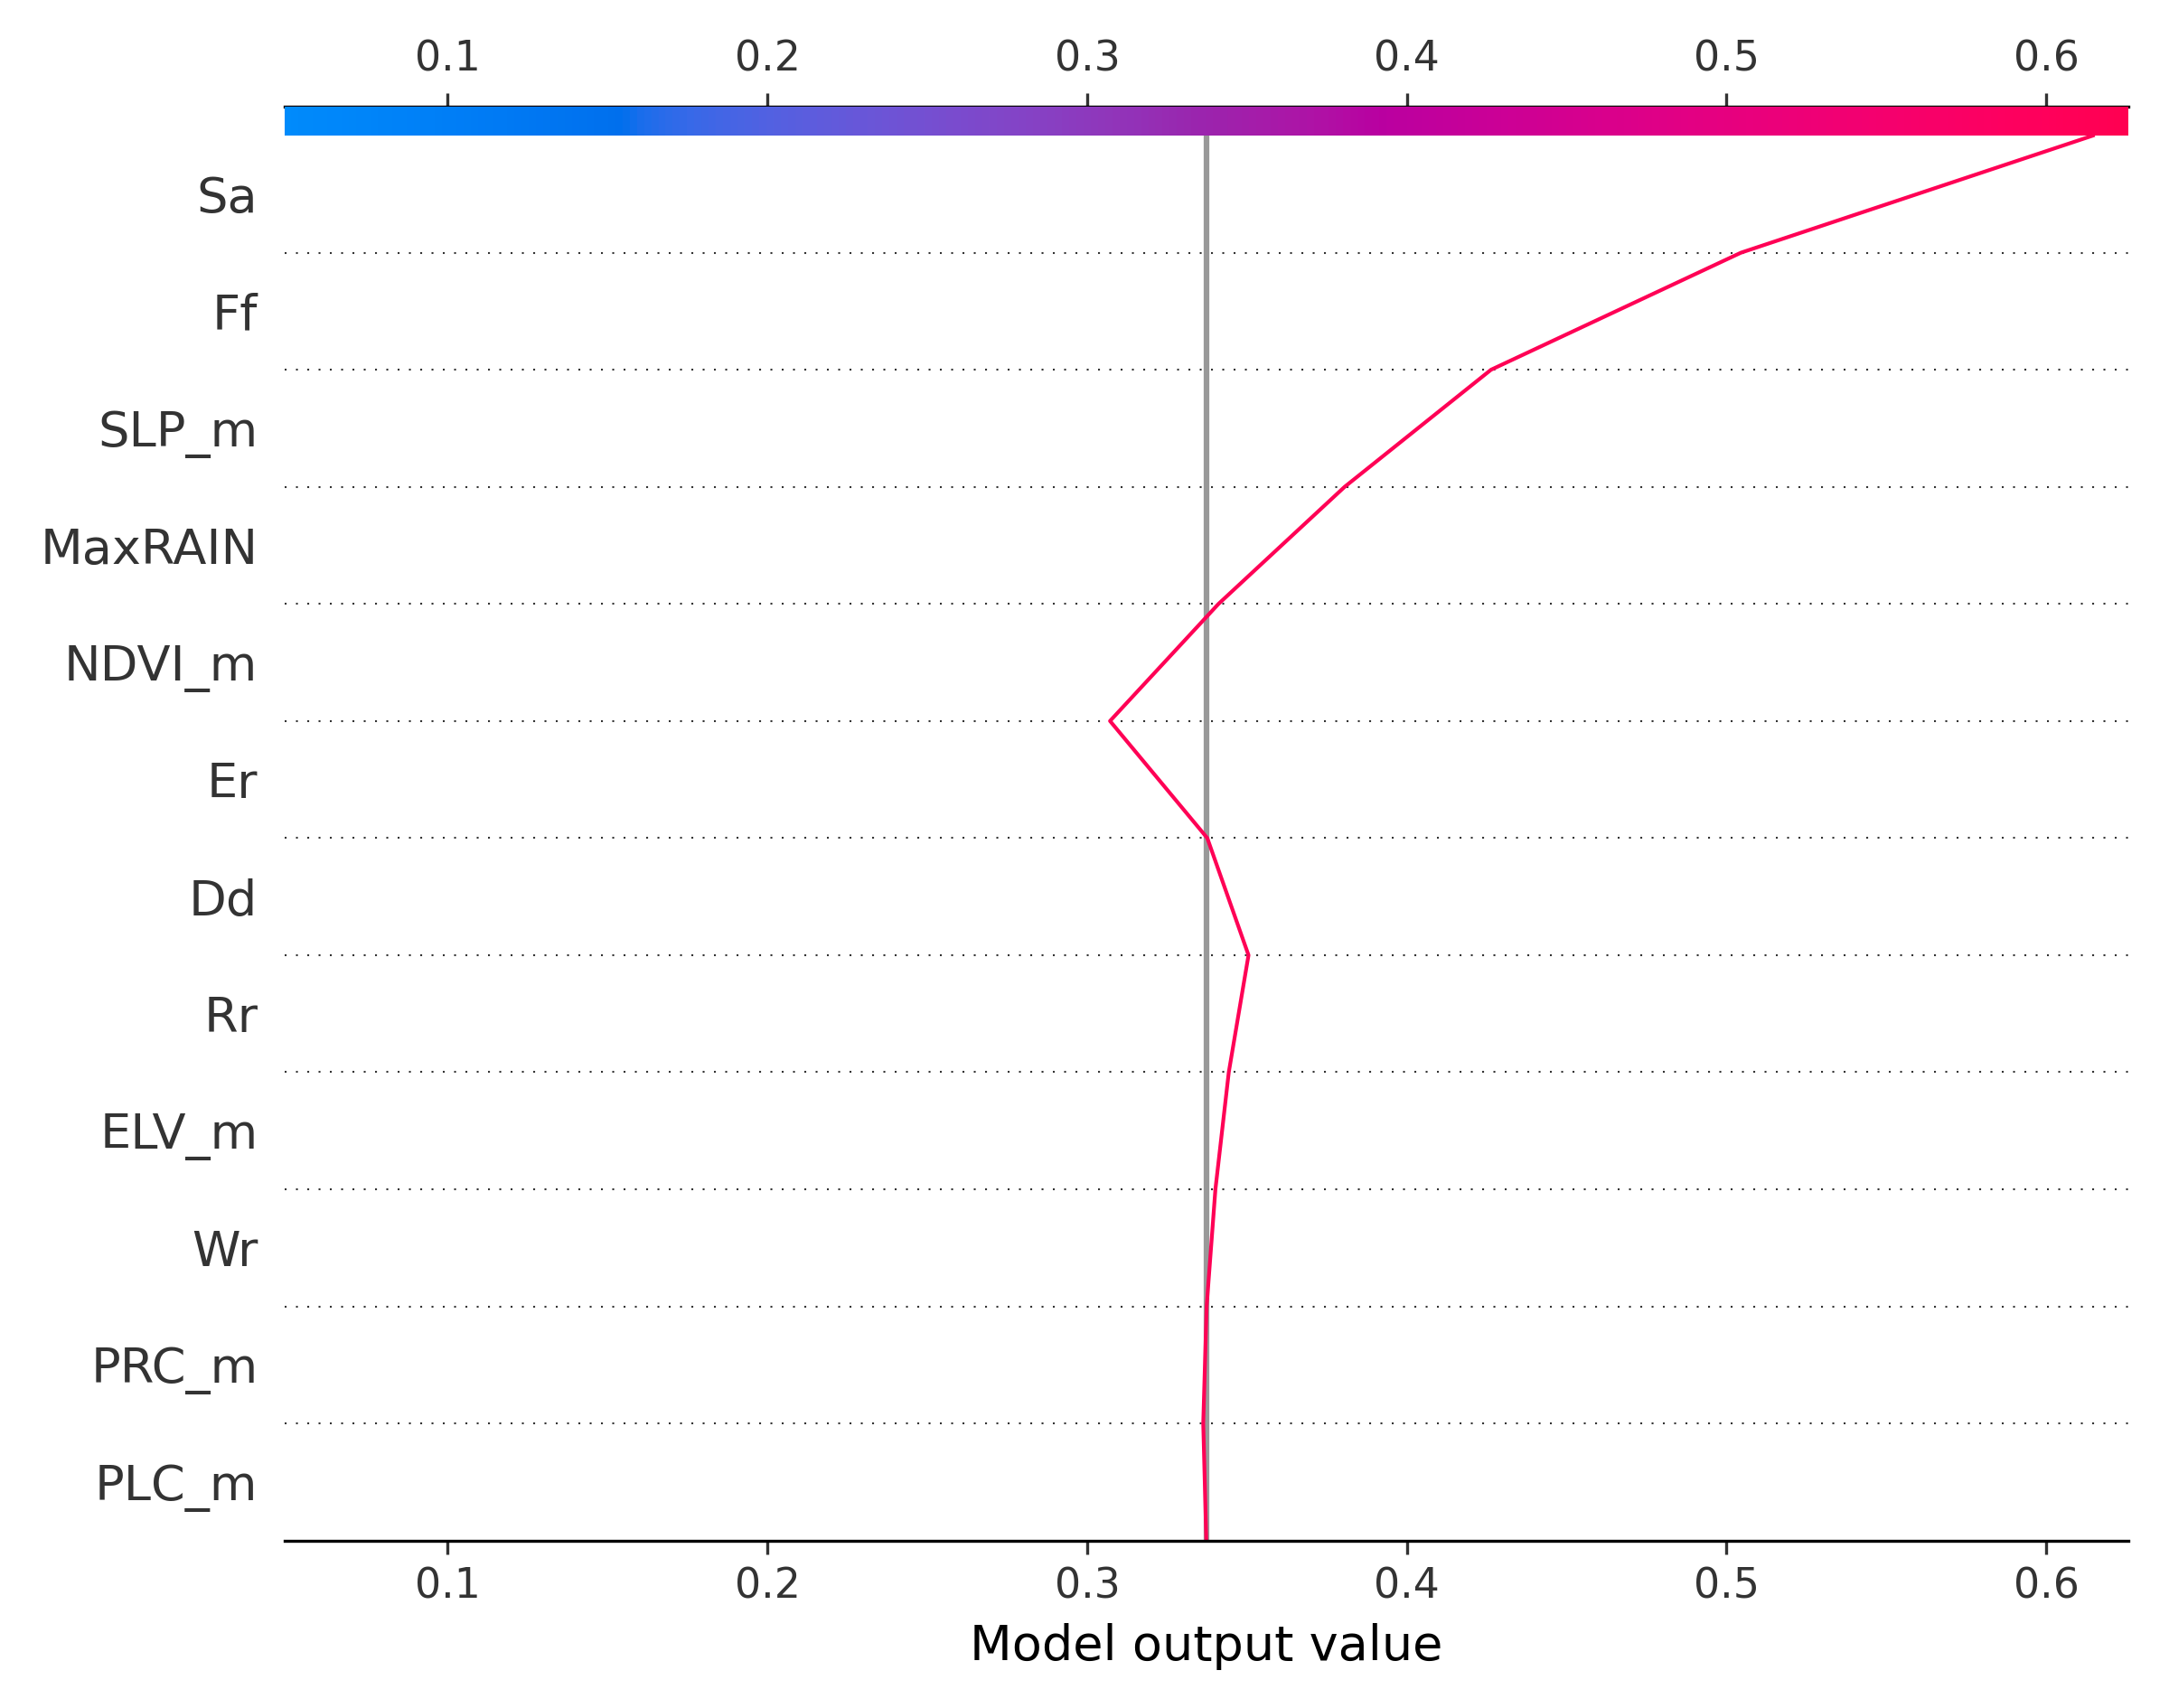 0.1 0.2 0.3 0.4 0.5 0.6
Sa
Ff
SLP_m
MaxRAIN
NDVI_m
Er
Dd
Rr
ELV_m
Wr
PRC_m
PLC_m
0.1 0.2 0.3 0.4 0.5 0.6
Model output value